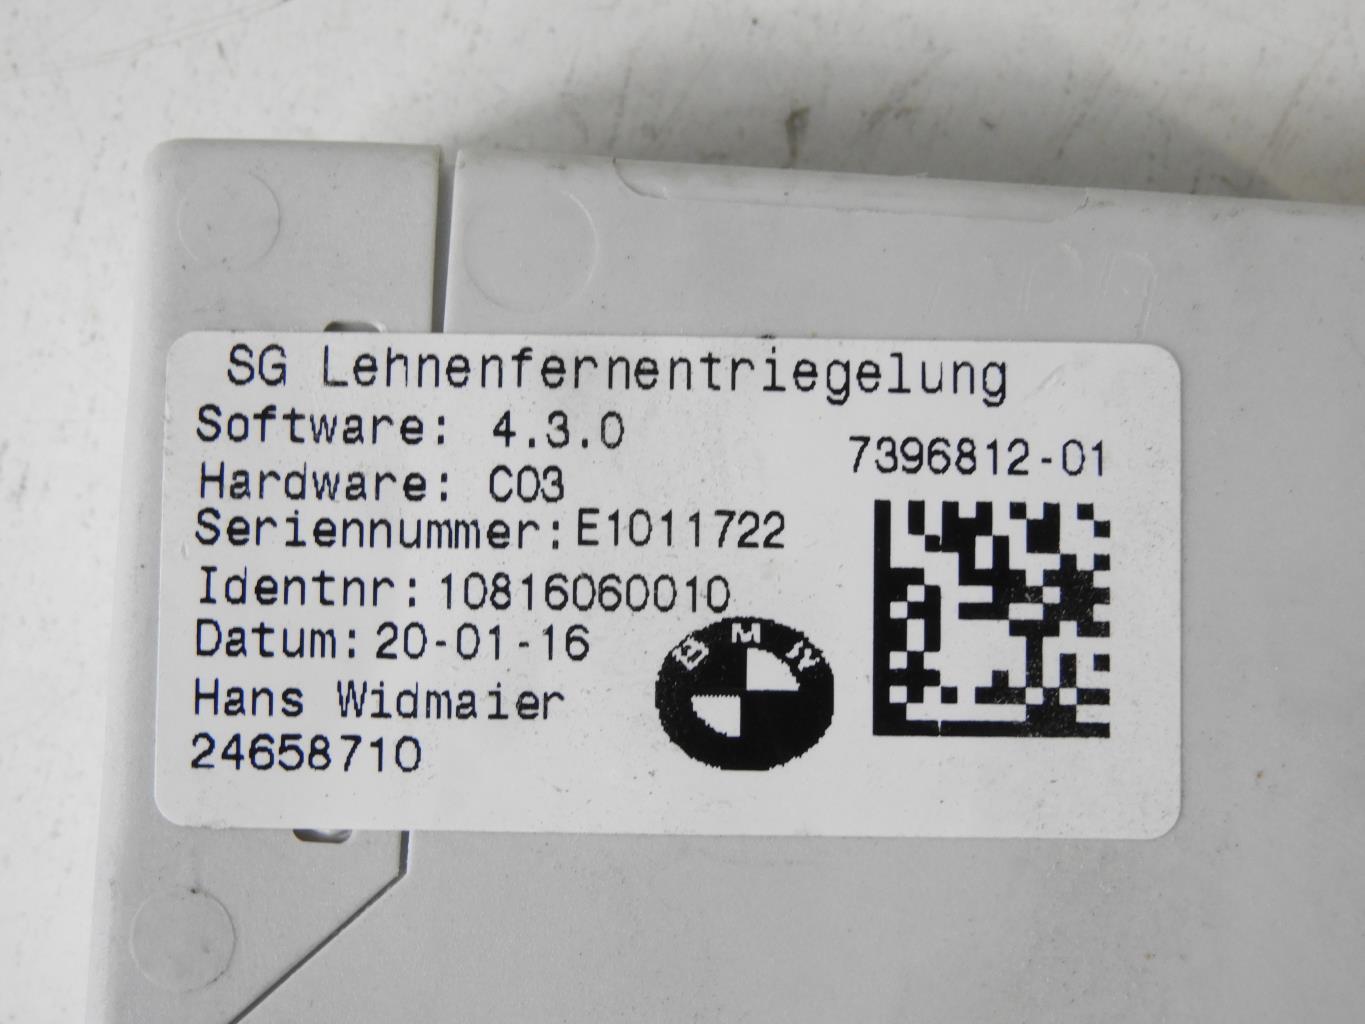 SG Lehnenfernentriegelung
Software: 4.3.0
7396812-01
Hardware: C03
Seriennummer:E1011722
Identnr:10816060010
Datum:20-01-16
BMW
Hans Widmaier
24658710